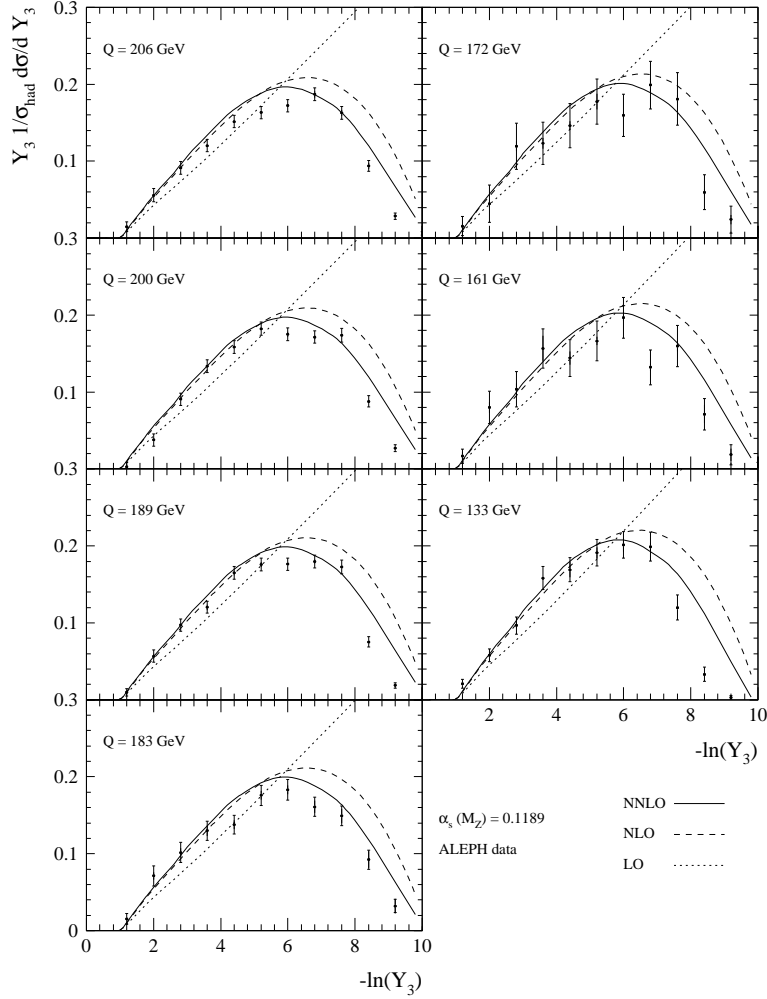 Y3 1/σhad dσ/d Y3
0.3
0.2
0.1
Q = 206 GeV
Q = 172 GeV
0.3
0.2
0.1
Q = 200 GeV
Q = 161 GeV
0.3
0.2
0.1
Q = 189 GeV
Q = 133 GeV
0.3
2 4 6 8 10
0.2
0.1
0
Q = 183 GeV
-ln(Y3)
αs (MZ) = 0.1189
ALEPH data
NNLO
NLO
LO
0 2 4 6 8 10
-ln(Y3)